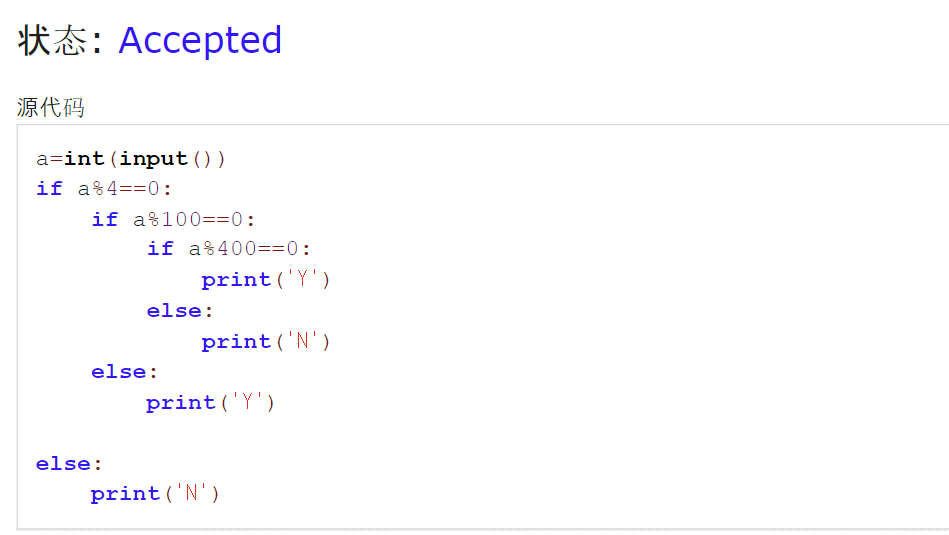 状态: Accepted
源代码
a=int(input())
if a%4==0:
    if a%100==0:
        if a%400==0:
            print('Y')
        else:
            print('N')
    else:
        print('Y')

else:
    print('N')